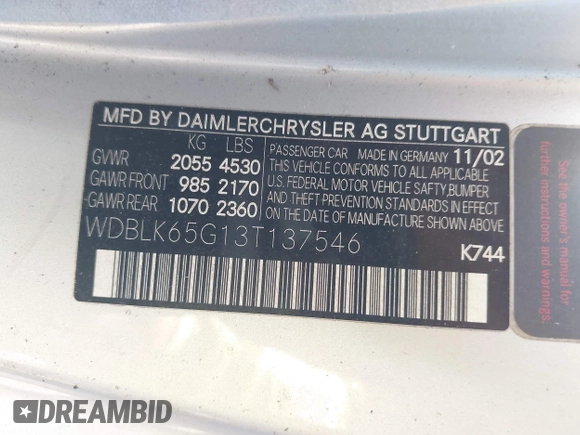 MFD BY DAIMLERCHRYSLER AG STUTTGART
KG LBS
GVWR 2055 4530
GAWR FRONT 985 2170
GAWR REAR 1070 2360
PASSENGER CAR MADE IN GERMANY 11/02
THIS VEHICLE CONFORMS TO ALL APPLICABLE
U.S. FEDERAL MOTOR VEHICLE SAFTY,BUMPER
AND THEFT PREVENTION STANDARDS IN EFFECT
ON THE DATE OF MANUFACTURE SHOWN ABOVE.
WDBLK65G13T137546
K744
See the owner's manual for
further instructions
and warnings.
DREAMBID